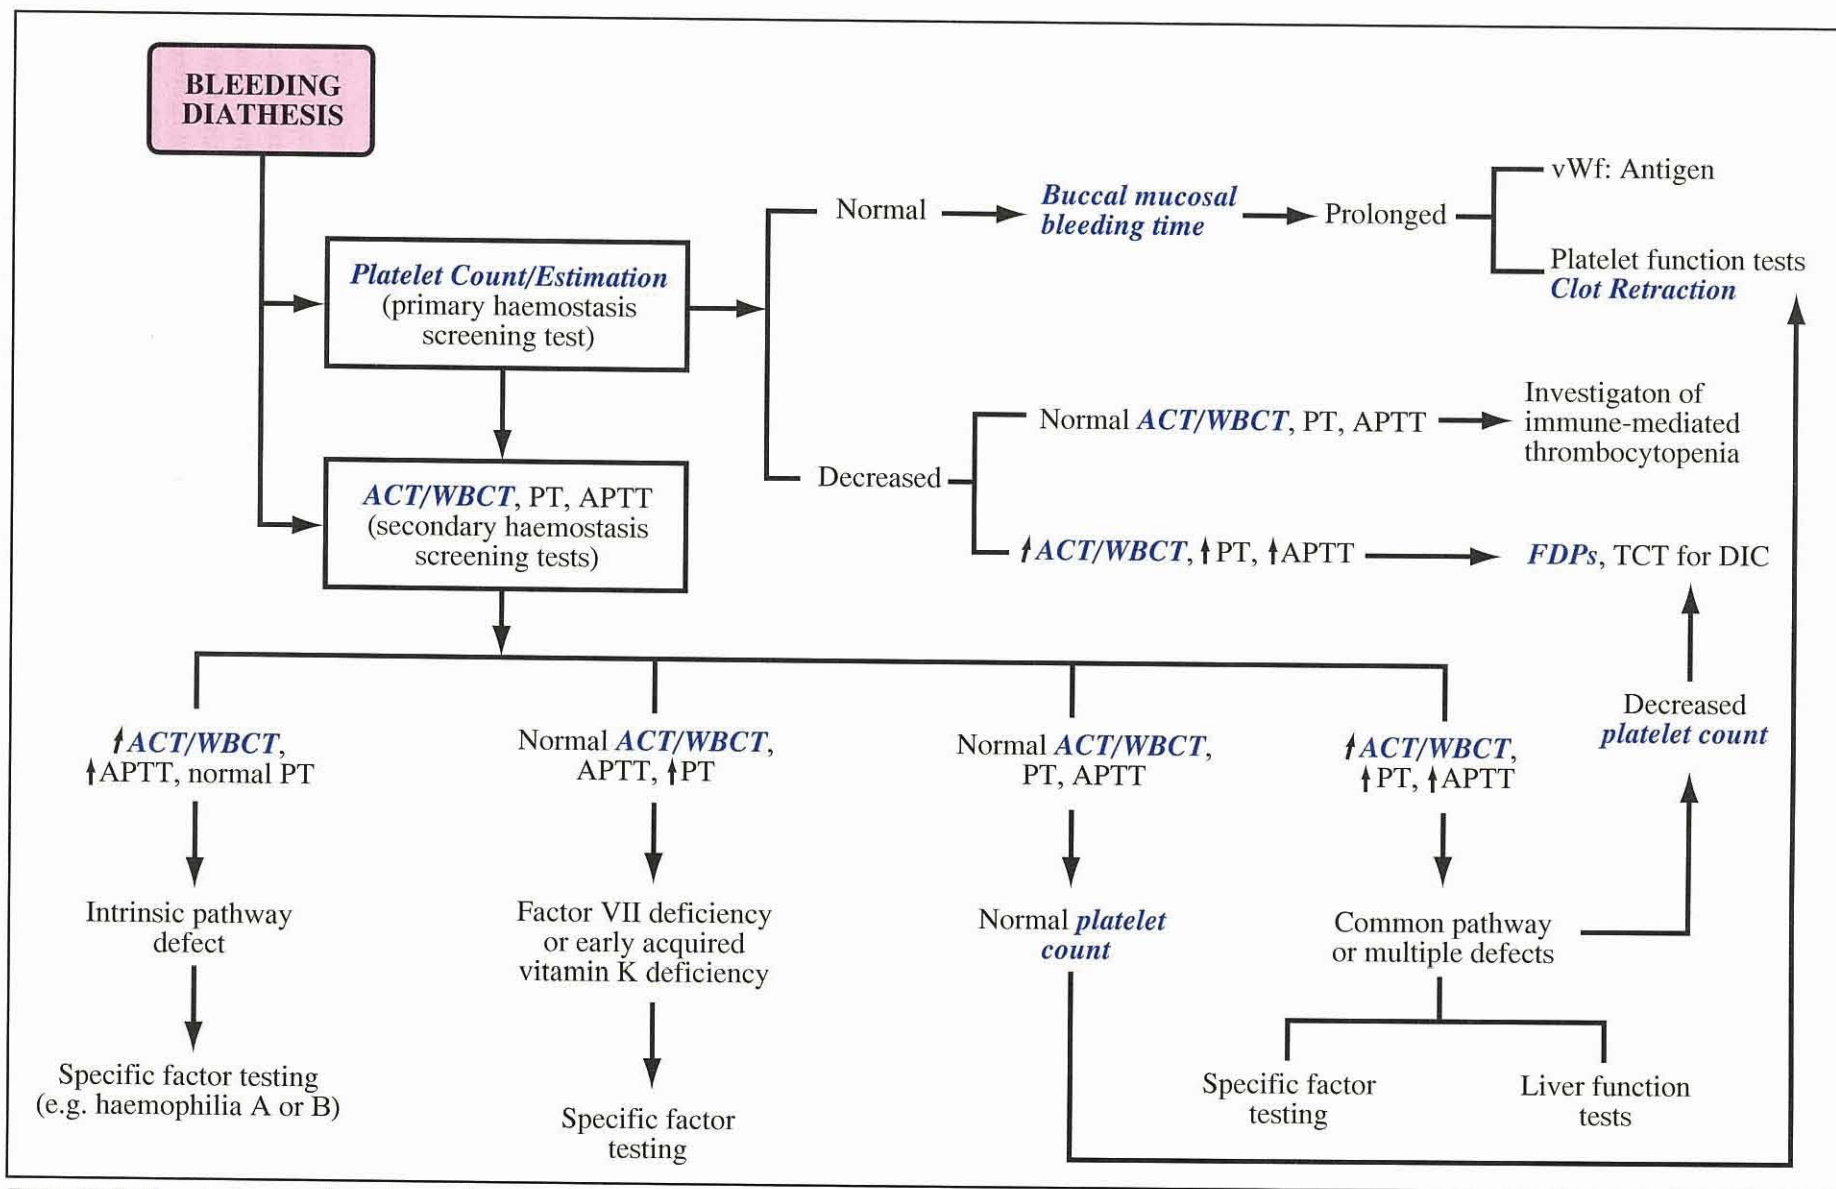 BLEEDING
DIATHESIS
Platelet Count/Estimation
(primary haemostasis
screening test)
Normal
Buccal mucosal
bleeding time
Prolonged
vWf: Antigen
Platelet function tests
Clot Retraction
Decreased
Normal ACT/WBCT, PT, APTT
Investigaton of
immune-mediated
thrombocytopenia
↑ACT/WBCT, ↑PT, ↑APTT
FDPs, TCT for DIC
ACT/WBCT, PT, APTT
(secondary haemostasis
screening tests)
↑ACT/WBCT,
↑APTT, normal PT
Intrinsic pathway
defect
Specific factor testing
(e.g. haemophilia A or B)
Normal ACT/WBCT,
APTT, ↑PT
Factor VII deficiency
or early acquired
vitamin K deficiency
Specific factor
testing
Normal ACT/WBCT,
PT, APTT
Normal platelet
count
↑ACT/WBCT,
↑PT, ↑APTT
Common pathway
or multiple defects
Specific factor
testing
Liver function
tests
Decreased
platelet count